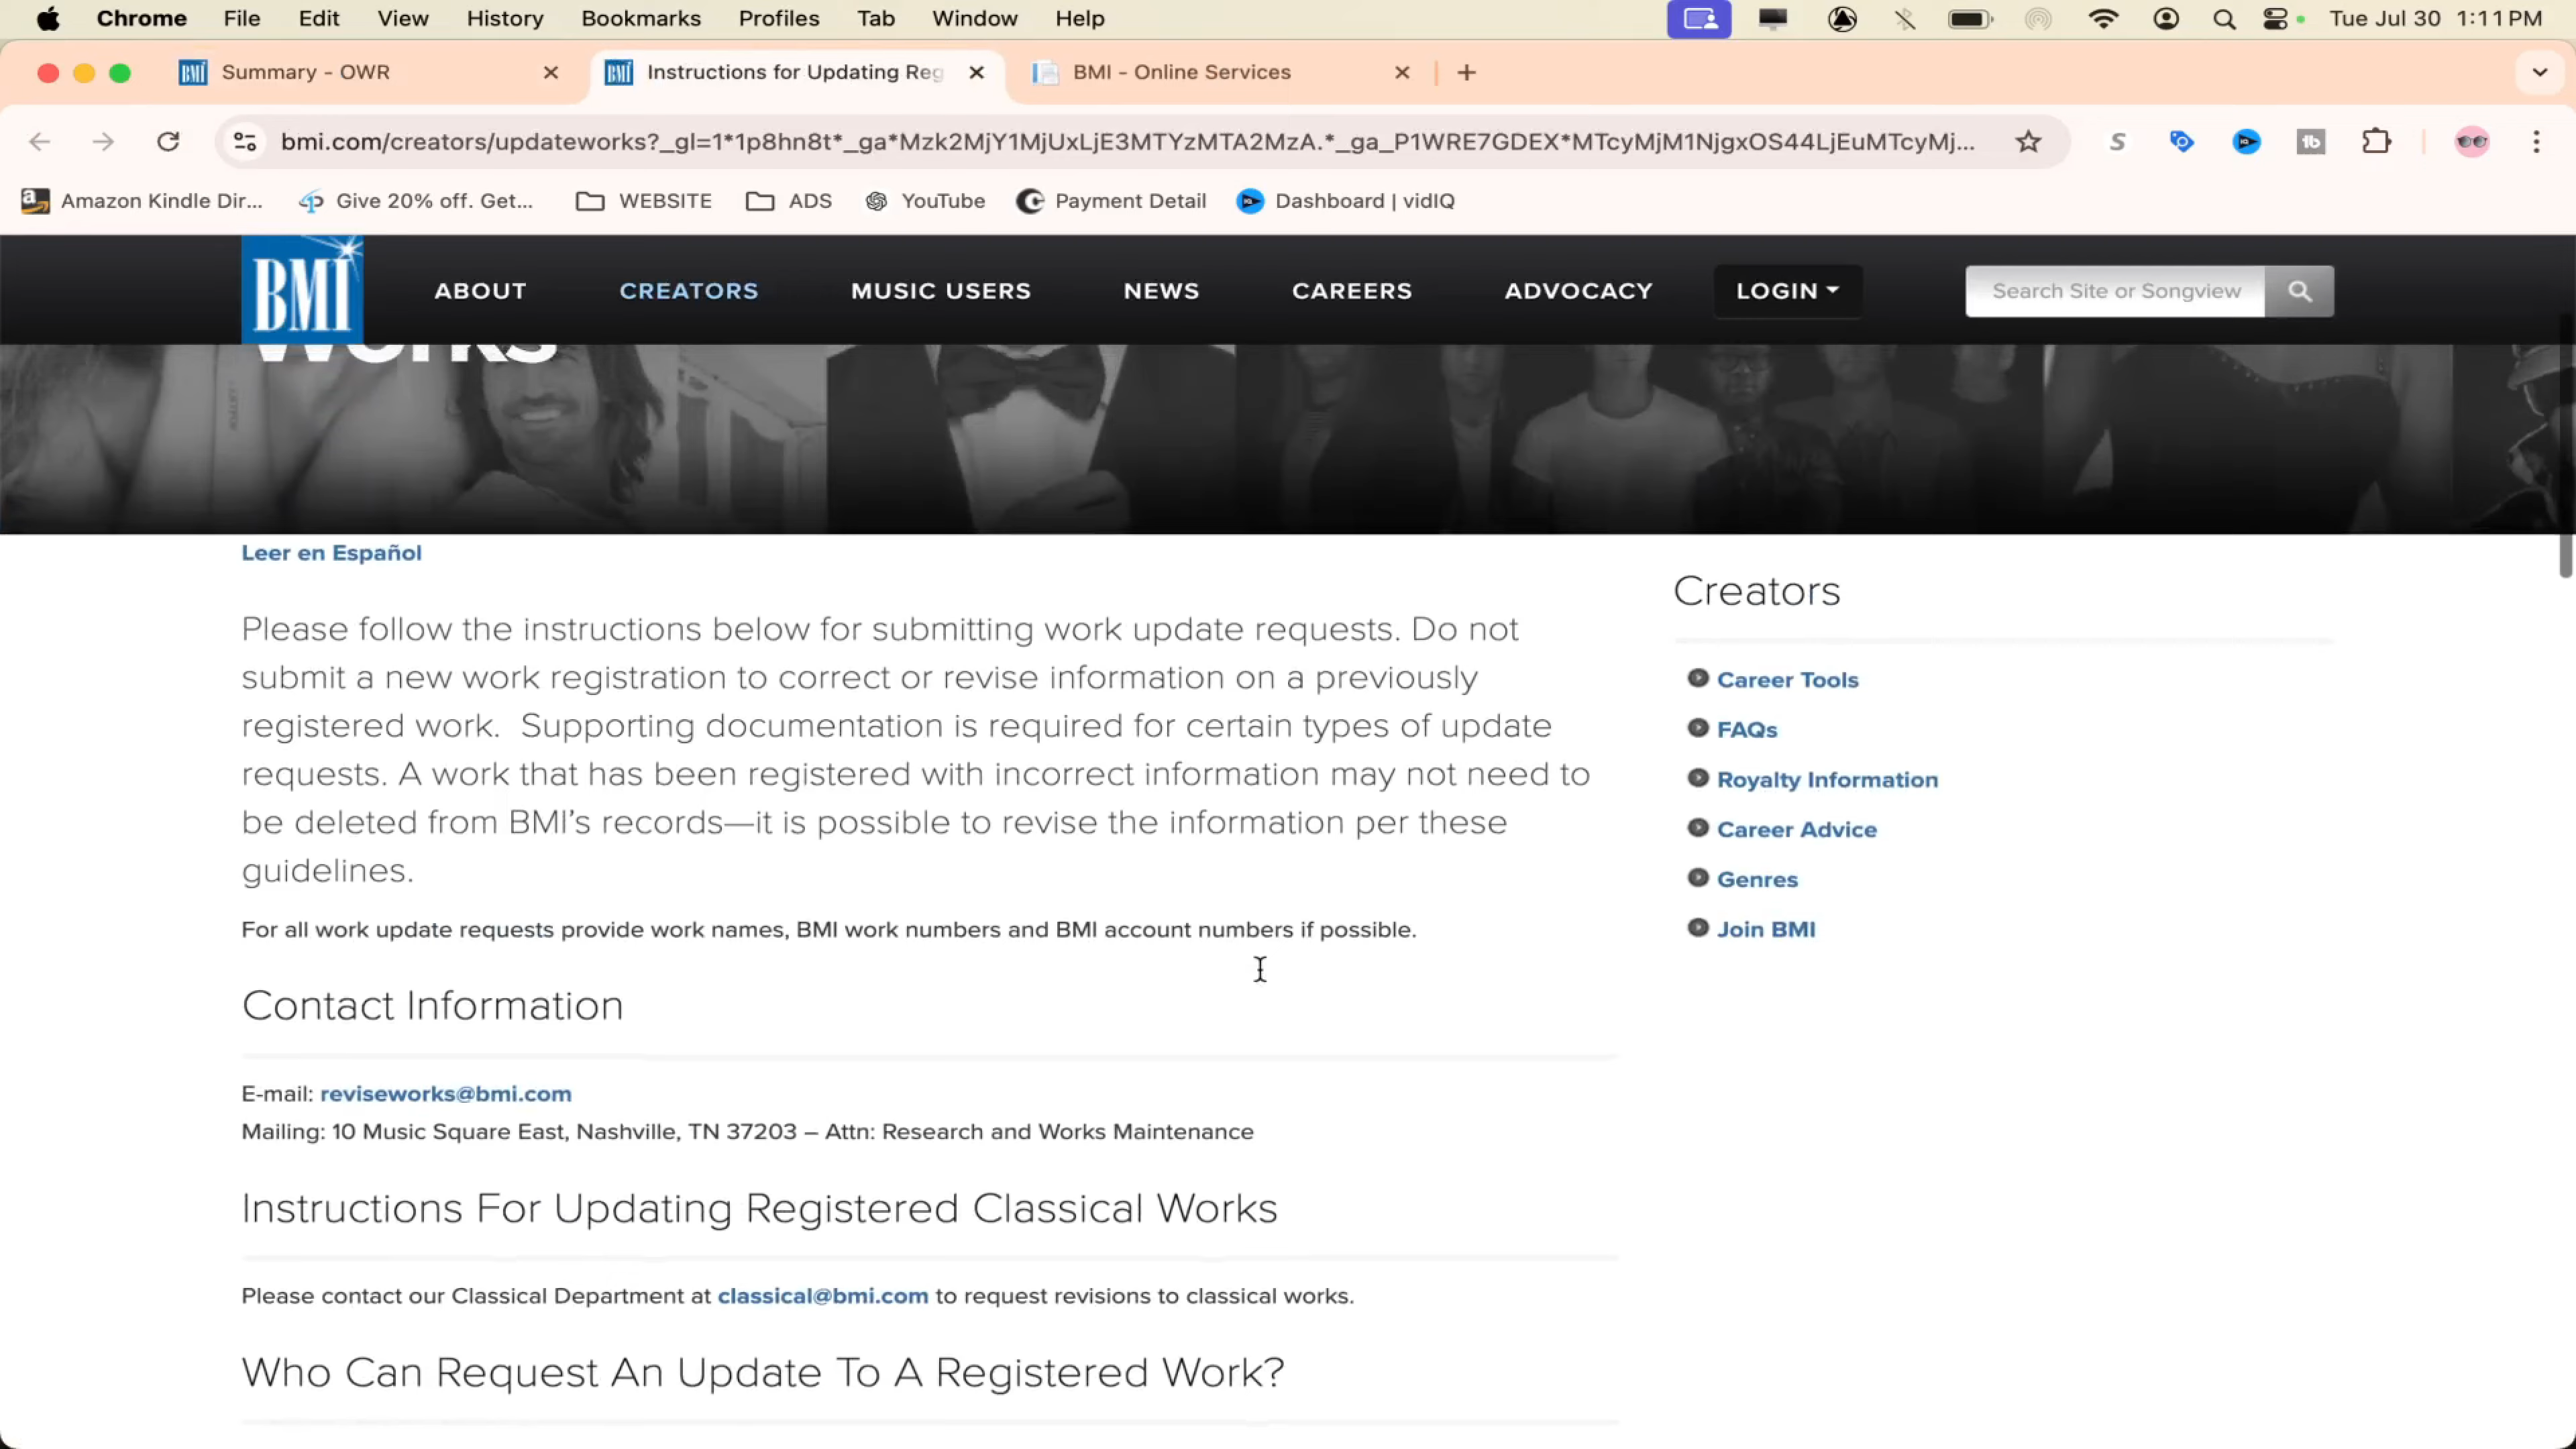 Chrome File Edit View History Bookmarks Profiles Tab Window Help Tue Jul 30 1:11 PM
BMI Summary - OWR BMI Instructions for Updating Reg BMI - Online Services
bmi.com/creators/updateworks?_gl=1*1p8hn8t*_ga*Mzk2MjY1MjUxLjE3MTYzMTA2MzA.*_ga_P1WRE7GDEX*MTcyMjM1NjgxOS44LjEuMTcyMj... S tb
Amazon Kindle Dir... Give 20% off. Get... WEBSITE ADS YouTube Payment Detail Dashboard | vidIQ
BMI ABOUT CREATORS MUSIC USERS NEWS CAREERS ADVOCACY LOGIN Search Site or Songview
Works
Leer en Español
Please follow the instructions below for submitting work update requests. Do not
submit a new work registration to correct or revise information on a previously
registered work. Supporting documentation is required for certain types of update
requests. A work that has been registered with incorrect information may not need to
be deleted from BMI's records—it is possible to revise the information per these
guidelines.
For all work update requests provide work names, BMI work numbers and BMI account numbers if possible.
Contact Information
E-mail: reviseworks@bmi.com
Mailing: 10 Music Square East, Nashville, TN 37203 – Attn: Research and Works Maintenance
Instructions For Updating Registered Classical Works
Please contact our Classical Department at classical@bmi.com to request revisions to classical works.
Who Can Request An Update To A Registered Work?
Creators
Career Tools
FAQs
Royalty Information
Career Advice
Genres
Join BMI